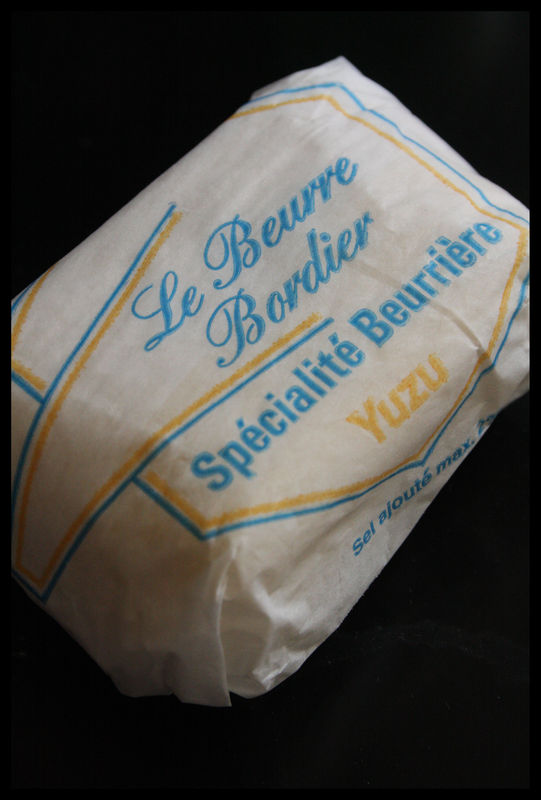 Le Beurre
Bordier
Spécialité Beurrière
Yuzu
Sel ajouté max.